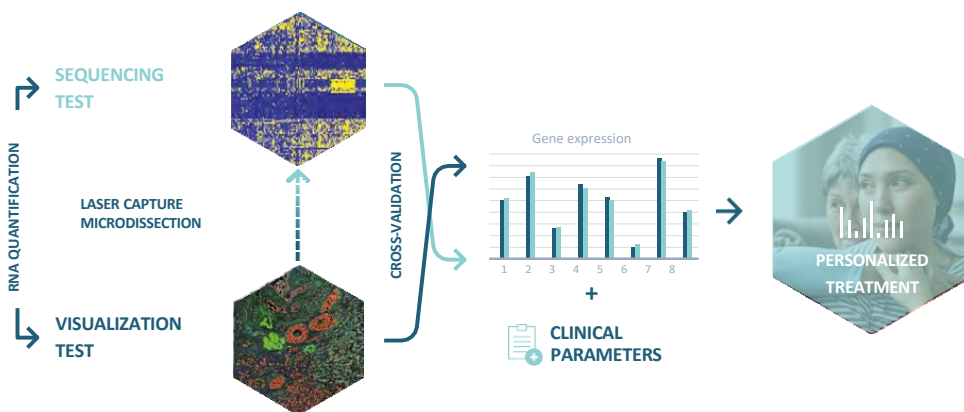 RNA QUANTIFICATION
SEQUENCING
TEST
LASER CAPTURE
MICRODISSECTION
VISUALIZATION
TEST
CROSS-VALIDATION
Gene expression
1 2 3 4 5 6 7 8
+
CLINICAL
PARAMETERS
PERSONALIZED
TREATMENT